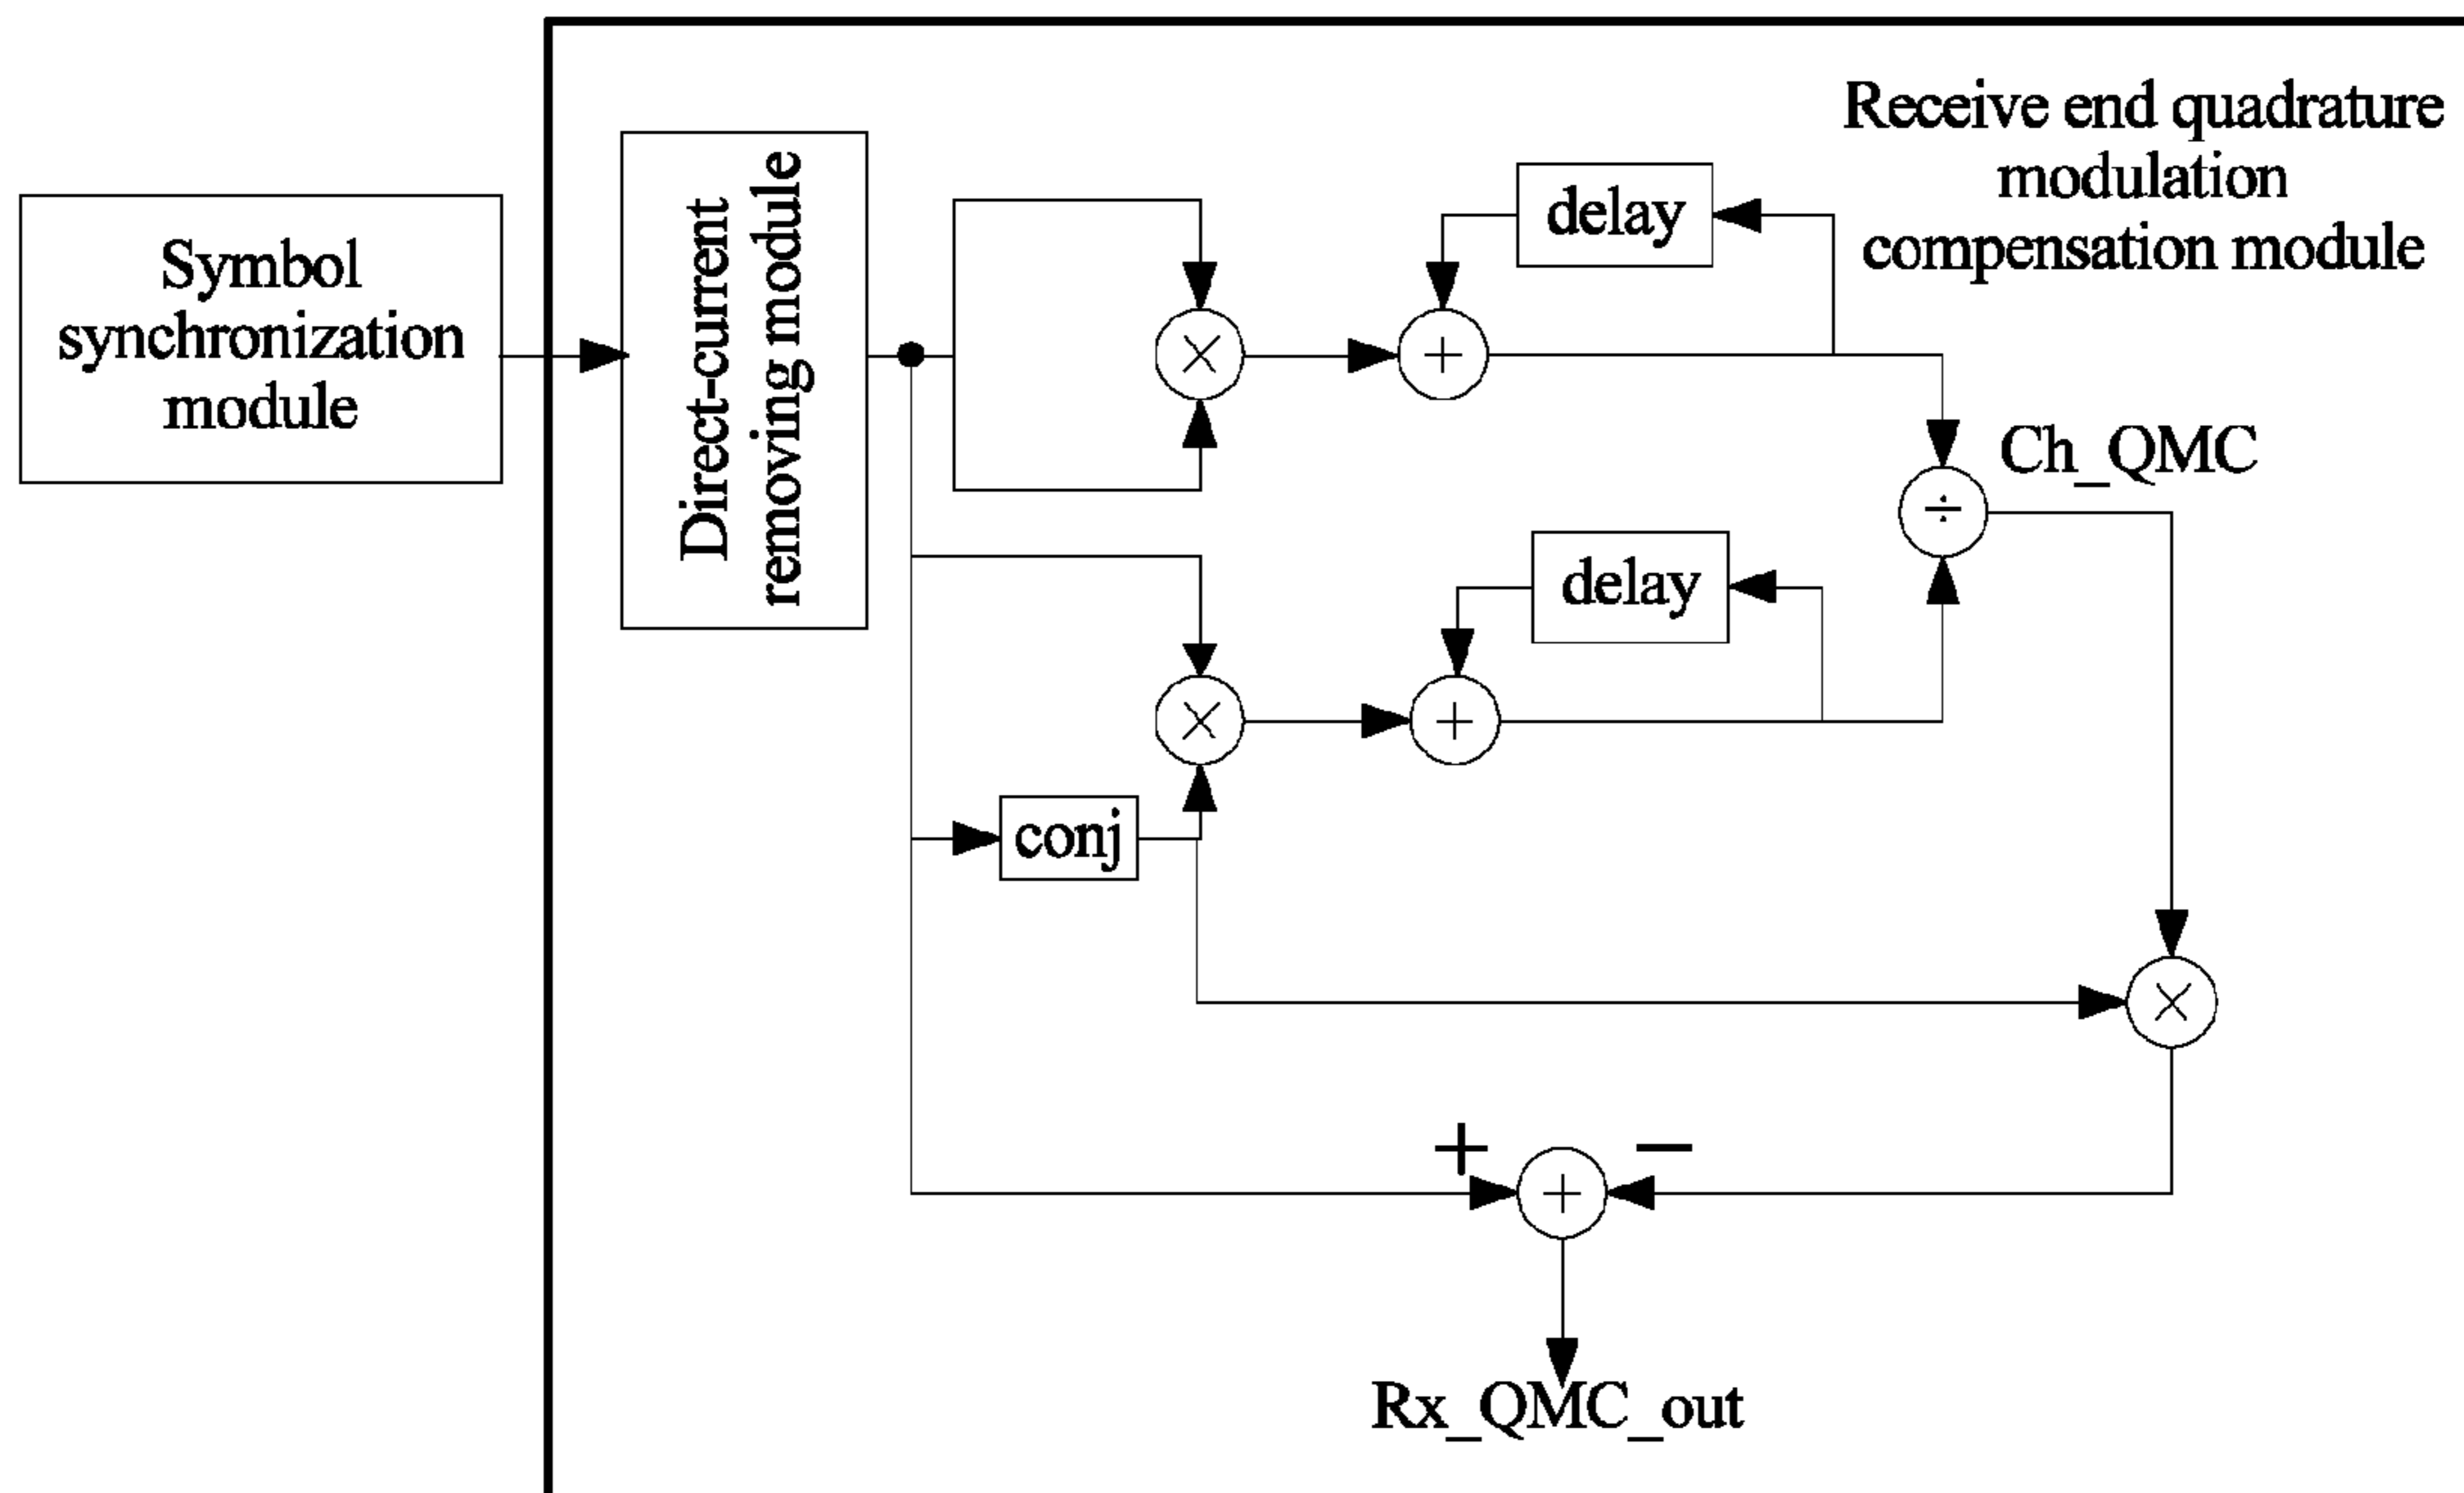 Receive end quadrature
modulation
compensation module
Symbol
synchronization
module
Direct-current
removing module
delay
×
+
Ch_QMC
÷
delay
×
+
conj
×
+
−
+
Rx_QMC_out